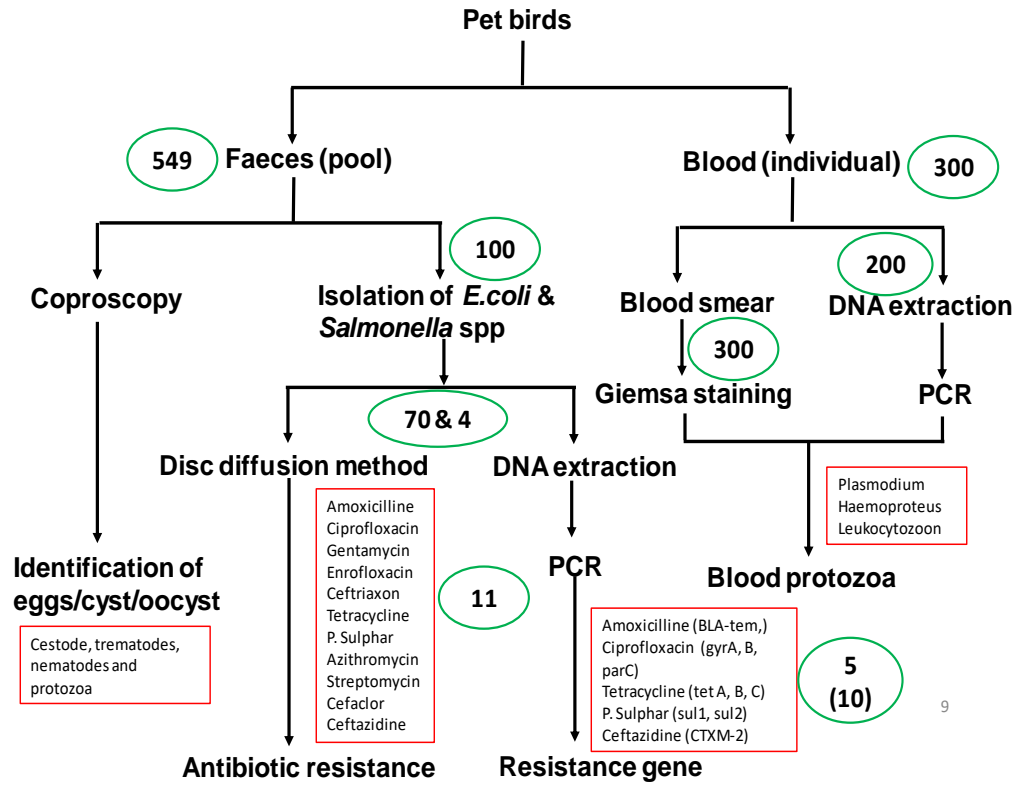 Pet birds
549
Faeces (pool)
Blood (individual)
300
100
200
Coproscopy
Isolation of E.coli &
Salmonella spp
Blood smear
DNA extraction
300
Giemsa staining
PCR
70 & 4
Disc diffusion method
DNA extraction
Amoxicilline
Ciprofloxacin
Gentamycin
Enrofloxacin
Ceftriaxon
Tetracycline
P. Sulphar
Azithromycin
Streptomycin
Cefaclor
Ceftazidine
11
PCR
Plasmodium
Haemoproteus
Leukocytozoon
Blood protozoa
Identification of
eggs/cyst/oocyst
Cestode, trematodes,
nematodes and
protozoa
Amoxicilline (BLA-tem,)
Ciprofloxacin (gyrA, B,
parC)
Tetracycline (tet A, B, C)
P. Sulphar (sul1, sul2)
Ceftazidine (CTXM-2)
5
(10)
9
Antibiotic resistance
Resistance gene